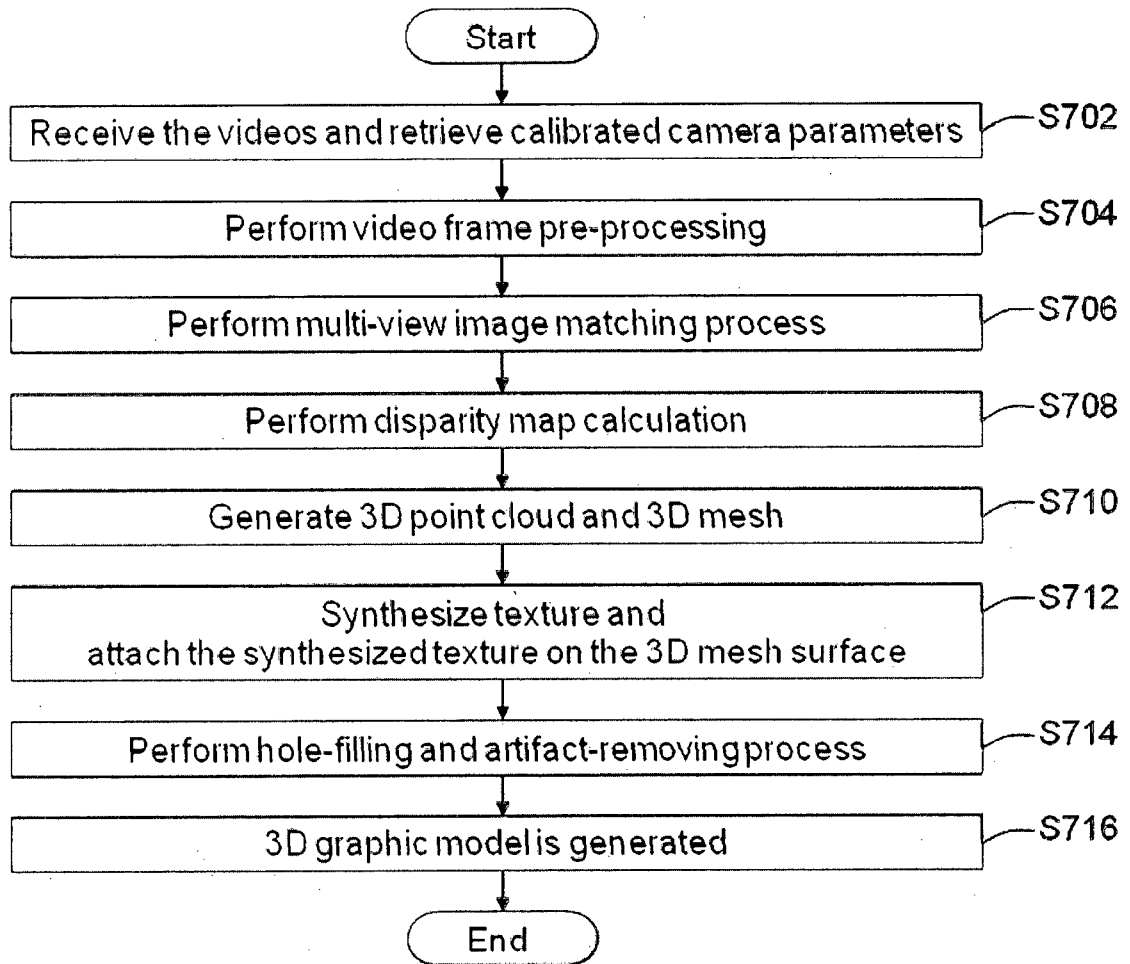 Start
Receive the videos and retrieve calibrated camera parameters
S702
Perform video frame pre-processing
S704
Perform multi-view image matching process
S706
Perform disparity map calculation
S708
Generate 3D point cloud and 3D mesh
S710
Synthesize texture and
attach the synthesized texture on the 3D mesh surface
S712
Perform hole-filling and artifact-removing process
S714
3D graphic model is generated
S716
End